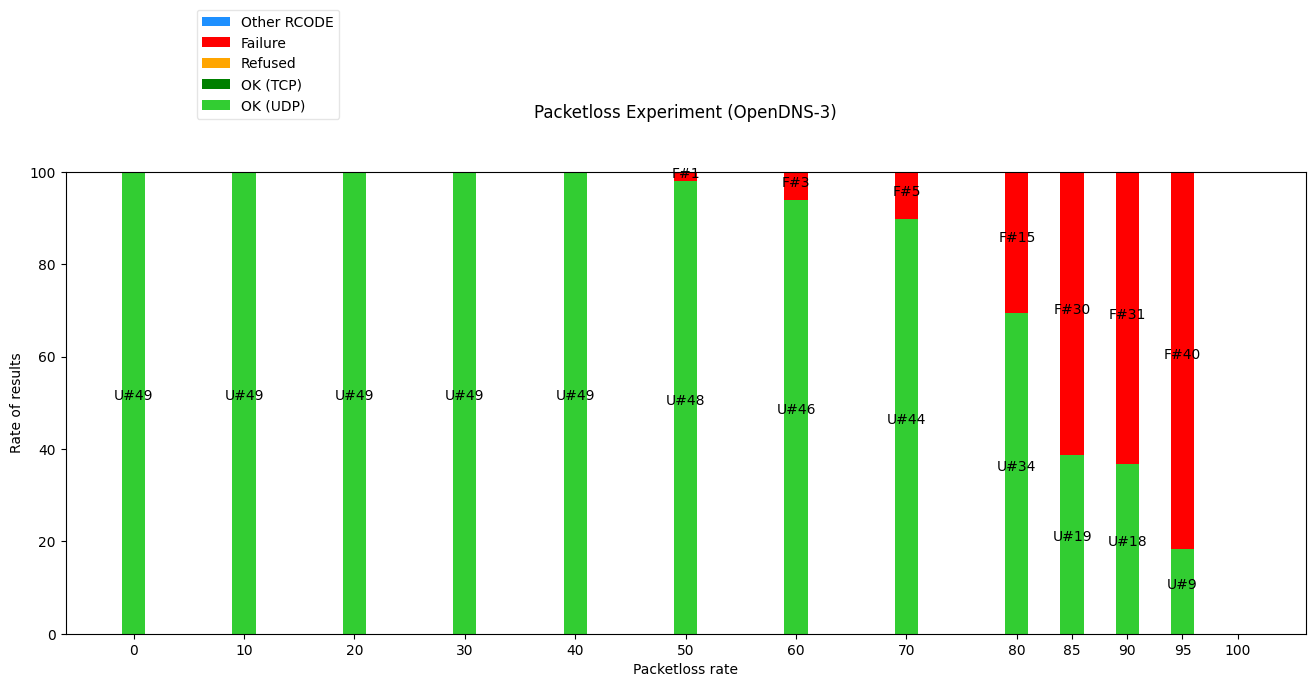 Other RCODE
Failure
Refused
OK (TCP)
OK (UDP)
Packetloss Experiment (OpenDNS-3)
100
80
60
40
20
0
Rate of results
U#49
U#49
U#49
U#49
U#49
F#1
U#48
F#3
U#46
F#5
U#44
F#15
U#34
F#30
U#19
F#31
U#18
F#40
U#9
0 10 20 30 40 50 60 70 80 85 90 95 100
Packetloss rate